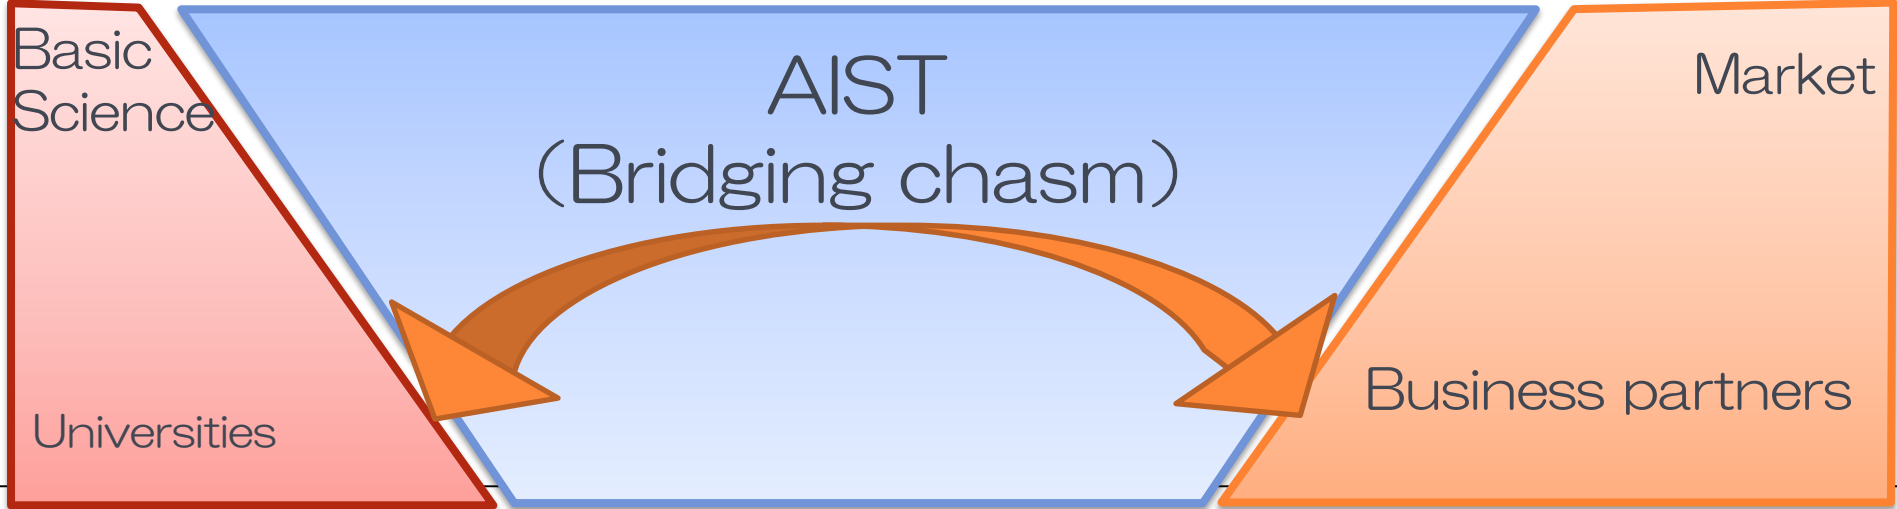 Basic
Science
Universities
AIST
（Bridging chasm）
Market
Business partners